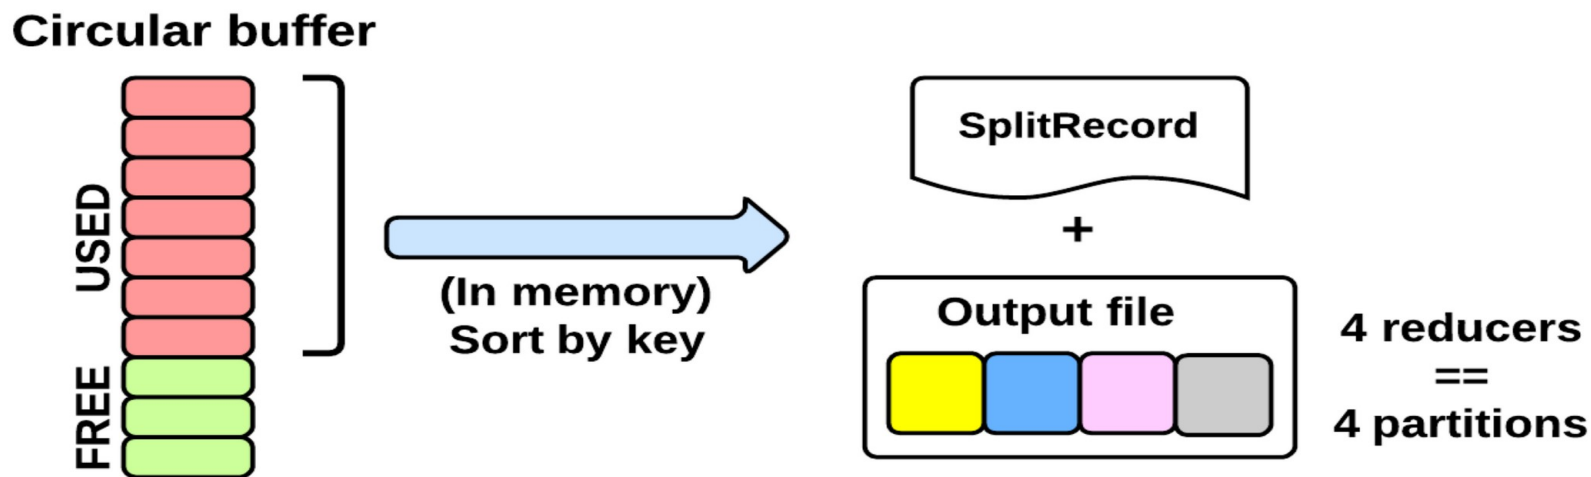 Circular buffer
USED
FREE
(In memory)
Sort by key
SplitRecord
+
Output file
4 reducers
==
4 partitions